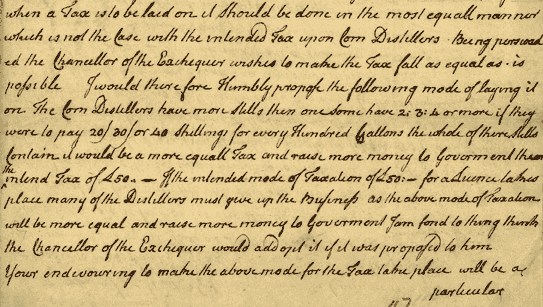 when a Tax is to be laid on it should be done in the most equall manner
which is not the Case with the intended Tax upon Corn Distillers. Being perswad
ed the Chancellor of the Exchequer wishes to make the Tax fall as equal as is
possible I would therefore Humbly propose the following mode of laying it
on. The Corn Distillers have more stills then one some have 2: 3: 4 or more if they
were to pay 20/ 30/ or 40 Shillings for every Hundred Gallons the whole of there Stills
Contain it would be a more equall Tax and raise more money to Goverment than
the intend Tax of £50.. — If the intended mode of Taxation of £50:— for a Licence takes
place many of the Distillers must give up the Business as the above mode of Taxation
will be more equal and raise more money to Goverment I am fond to thing
the Chancellor of the Exchequer would addopt it if it was proposed to him
Your endevouring to make the above mode for the Tax take place will be a
particular